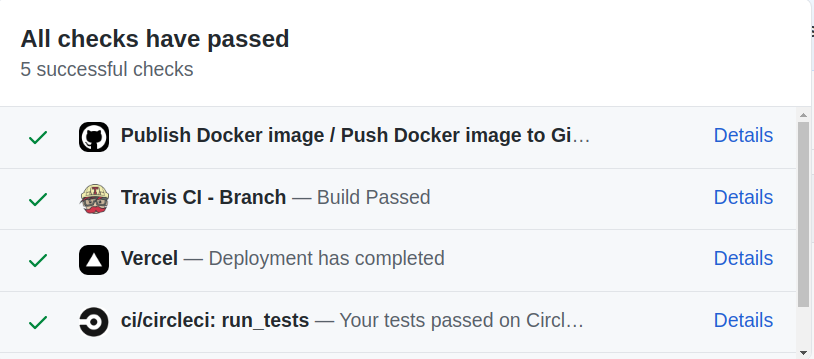 All checks have passed
5 successful checks
Publish Docker image / Push Docker image to Gi… Details
Travis CI - Branch — Build Passed Details
Vercel — Deployment has completed Details
ci/circleci: run_tests — Your tests passed on Circl… Details